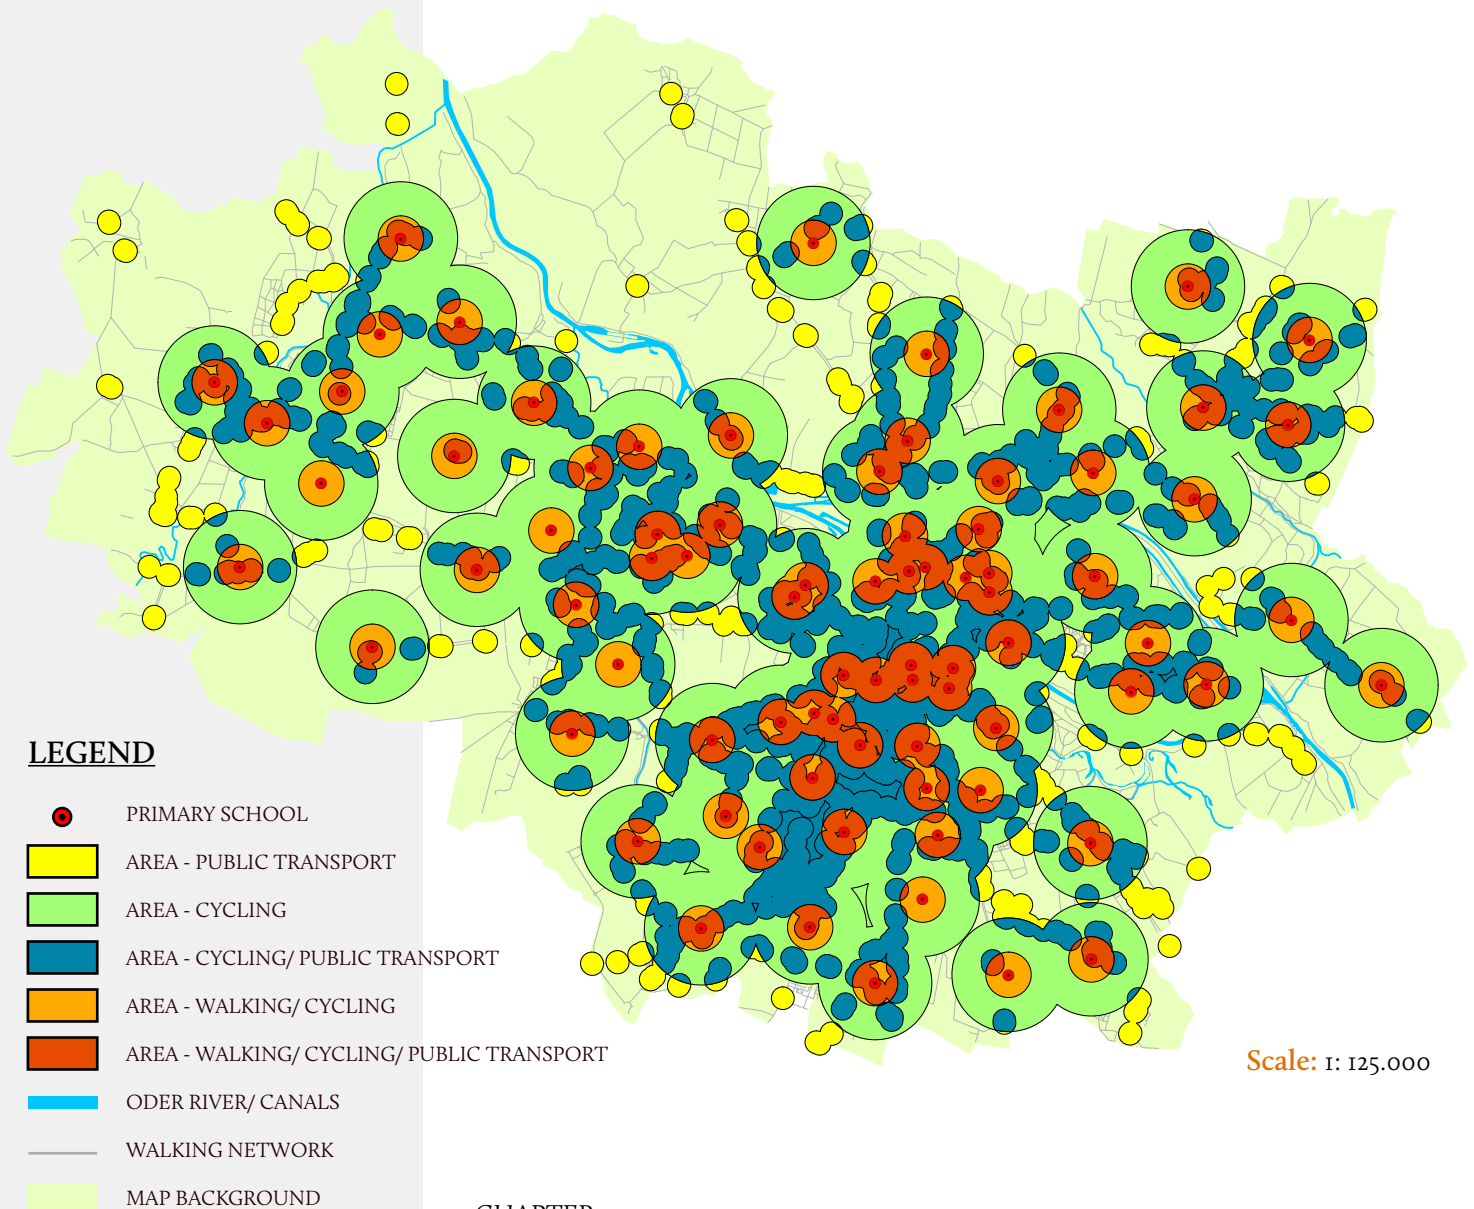 LEGEND
PRIMARY SCHOOL
AREA - PUBLIC TRANSPORT
AREA - CYCLING
AREA - CYCLING/ PUBLIC TRANSPORT
AREA - WALKING/ CYCLING
AREA - WALKING/ CYCLING/ PUBLIC TRANSPORT
ODER RIVER/ CANALS
WALKING NETWORK
MAP BACKGROUND
Scale: 1: 125.000
CHAPTER